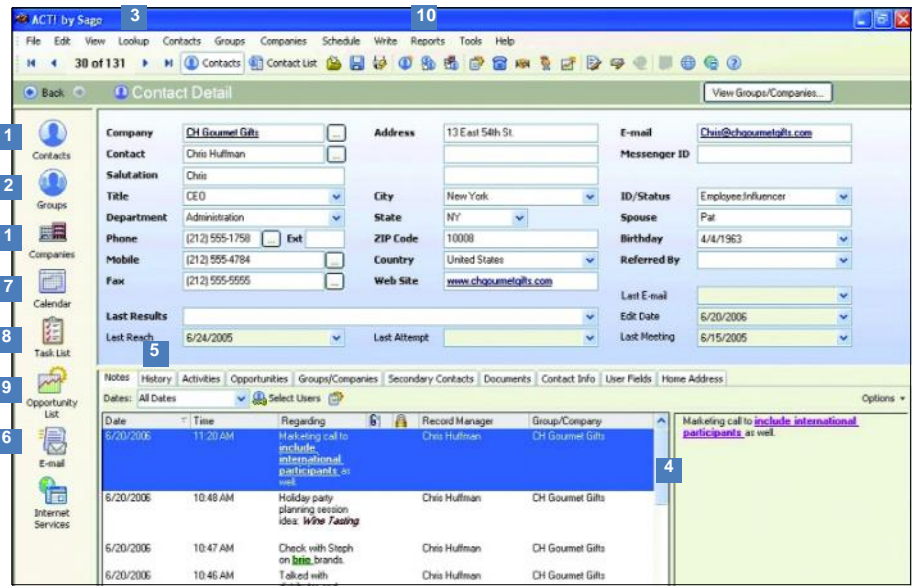 3
10
ACT! by Sage
File Edit View Lookup Contacts Groups Companies Schedule Write Reports Tools Help
30 of 131 Contacts Contact List
Back Contact Detail View Groups/Companies...
1
Contacts
2
Groups
1
Companies
7
Calendar
8
Task List
9
Opportunity
List
6
E-mail
Internet
Services
Company CH Gourmet Gifts ... Address 13 East 54th St. E-mail Chris@chgourmetgifts.com
Contact Chris Huffman ... Messenger ID
Salutation Chris
Title CEO City New York ID/Status Employee;Influencer
Department Administration State NY Spouse Pat
Phone (212) 555-1758 ... Ext ZIP Code 10008 Birthday 4/4/1963
Mobile (212) 555-4784 ... Country United States Referred By
Fax (212) 555-5555 ... Web Site www.chgourmetgifts.com
Last E-mail
Last Results Edit Date 6/20/2006
Last Reach 6/24/2005 Last Attempt Last Meeting 6/15/2005
5
Notes History Activities Opportunities Groups/Companies Secondary Contacts Documents Contact Info User Fields Home Address
Dates: All Dates Select Users Options
Date Time Regarding Record Manager Group/Company
6/20/2006 11:20 AM Marketing call to Chris Huffman CH Gourmet Gifts
include
international
participants as
well.
6/20/2006 10:48 AM Holiday party Chris Huffman CH Gourmet Gifts
planning session
idea: Wine Tasting
6/20/2006 10:47 AM Check with Steph Chris Huffman CH Gourmet Gifts
on brie brands.
6/20/2006 10:46 AM Talked with Chris Huffman CH Gourmet Gifts
4
Marketing call to include international
participants as well.